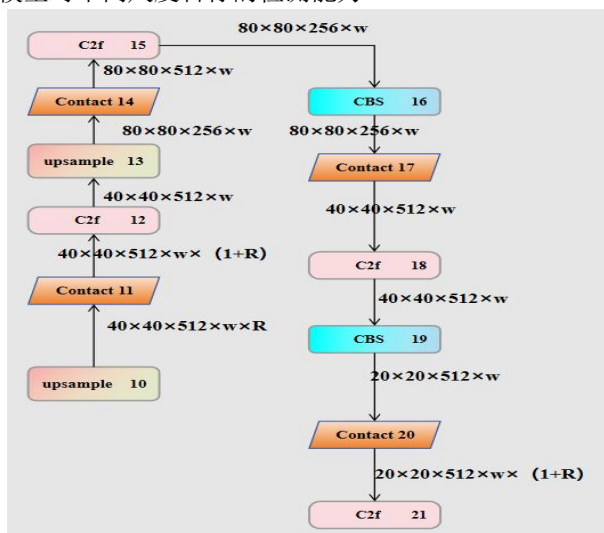 80×80×256×w
C2f 15
80×80×512×w
Contact 14
80×80×256×w
upsample 13
40×40×512×w
C2f 12
40×40×512×w× (1+R)
Contact 11
40×40×512×w×R
upsample 10
CBS 16
80×80×256×w
Contact 17
40×40×512×w
C2f 18
40×40×512×w
CBS 19
20×20×512×w
Contact 20
20×20×512×w× (1+R)
C2f 21